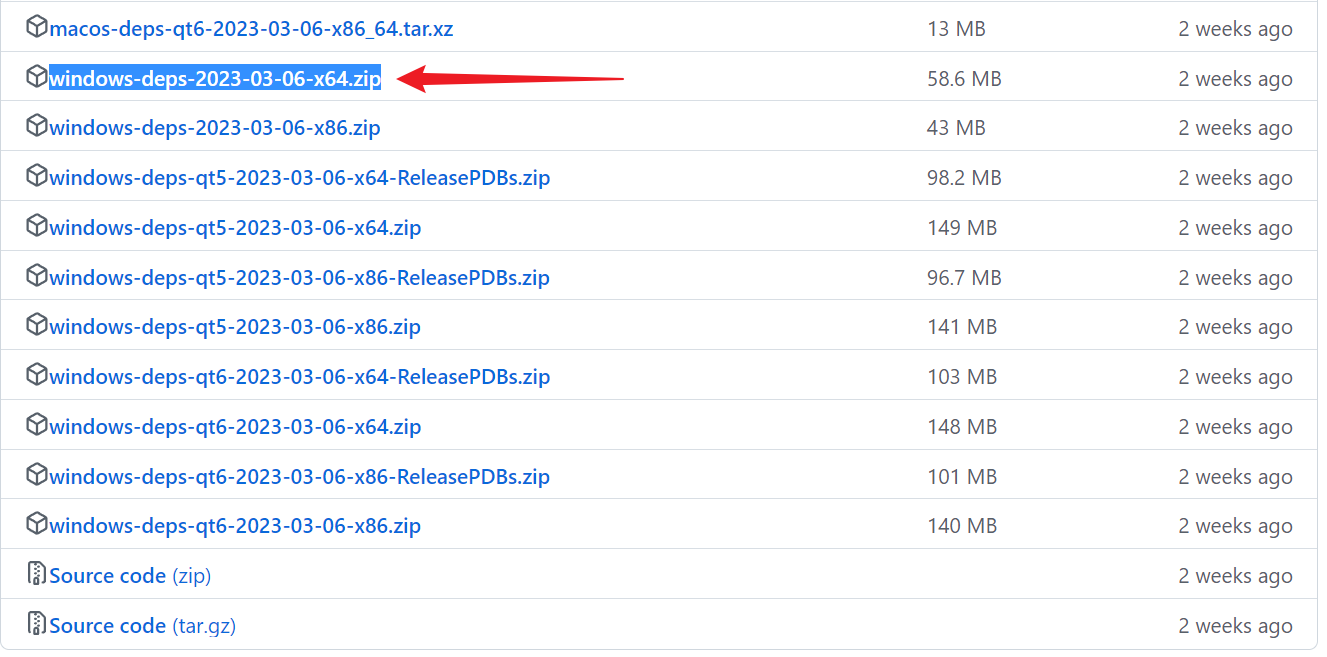 macos-deps-qt6-2023-03-06-x86_64.tar.xz 13 MB 2 weeks ago
windows-deps-2023-03-06-x64.zip 58.6 MB 2 weeks ago
windows-deps-2023-03-06-x86.zip 43 MB 2 weeks ago
windows-deps-qt5-2023-03-06-x64-ReleasePDBs.zip 98.2 MB 2 weeks ago
windows-deps-qt5-2023-03-06-x64.zip 149 MB 2 weeks ago
windows-deps-qt5-2023-03-06-x86-ReleasePDBs.zip 96.7 MB 2 weeks ago
windows-deps-qt5-2023-03-06-x86.zip 141 MB 2 weeks ago
windows-deps-qt6-2023-03-06-x64-ReleasePDBs.zip 103 MB 2 weeks ago
windows-deps-qt6-2023-03-06-x64.zip 148 MB 2 weeks ago
windows-deps-qt6-2023-03-06-x86-ReleasePDBs.zip 101 MB 2 weeks ago
windows-deps-qt6-2023-03-06-x86.zip 140 MB 2 weeks ago
Source code (zip) 2 weeks ago
Source code (tar.gz) 2 weeks ago